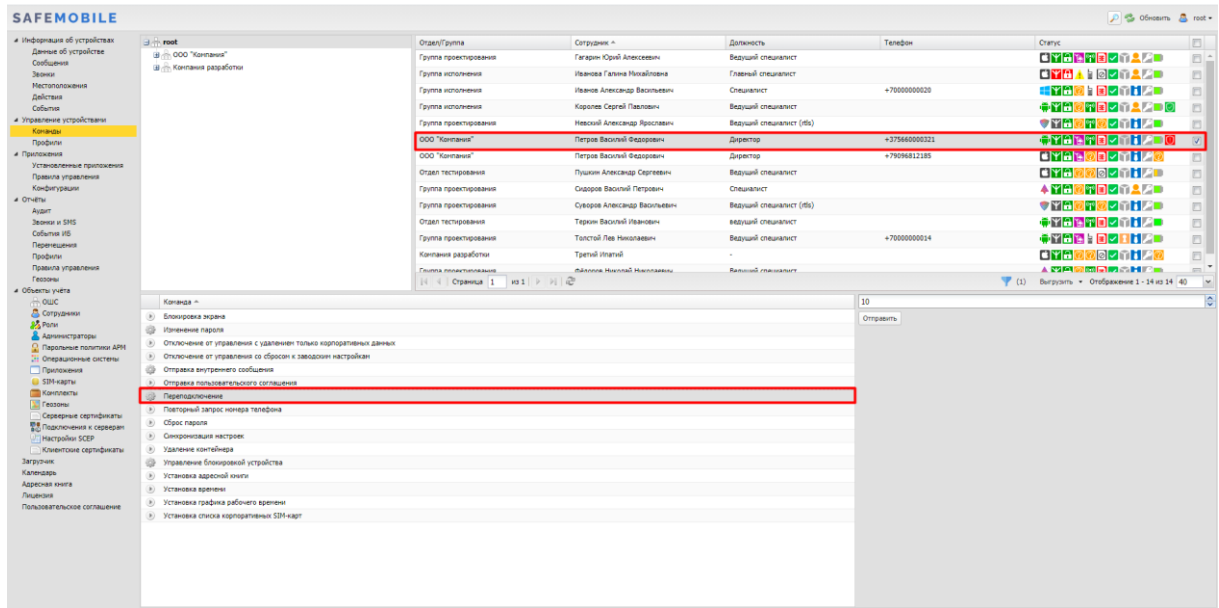 SAFEMOBILE
Обновить root
Информация об устройствах
Данные об устройстве
Сообщения
Звонки
Местоположения
Действия
События
Управление устройствами
Команды
Профили
Приложения
Установленные приложения
Правила управления
Конфигурации
Отчёты
Аудит
Звонки и SMS
События ИБ
Перемещения
Профили
Правила управления
Геозоны
Объекты учёта
ОШС
Сотрудники
Роли
Администраторы
Парольные политики АРМ
Операционные системы
Приложения
SIM-карты
Комплекты
Геозоны
Серверные сертификаты
Подключения к серверам
Настройки SCEP
Клиентские сертификаты
Загрузчик
Календарь
Адресная книга
Лицензия
Пользовательское соглашение
root
ООО "Компания"
Компания разработки
Отдел/Группа Сотрудник Должность Телефон Статус
Группа проектирования Гагарин Юрий Алексеевич Ведущий специалист
Группа исполнения Иванова Галина Михайловна Главный специалист
Группа исполнения Иванов Александр Васильевич Специалист +70000000020
Группа исполнения Королев Сергей Павлович Ведущий специалист
Группа проектирования Невский Александр Ярославич Ведущий специалист (rtls)
ООО "Компания" Петров Василий Федорович Директор +375660000321
ООО "Компания" Петров Василий Федорович Директор +79096812185
Отдел тестирования Пушкин Александр Сергеевич Ведущий специалист
Группа проектирования Сидоров Василий Петрович Специалист
Группа проектирования Суворов Александр Васильевич Ведущий специалист (rtls)
Отдел тестирования Теркин Василий Иванович ведущий специалист
Группа проектирования Толстой Лев Николаевич Ведущий специалист +70000000014
Компания разработки Третий Ипатий -
Группа проектирования Фёдоров Николай Николаевич Ведущий специалист
Страница 1 из 1 (1) Выгрузить Отображение 1 - 14 из 14 40
Команда
Блокировка экрана
Изменение пароля
Отключение от управления с удалением только корпоративных данных
Отключение от управления со сбросом к заводским настройкам
Отправка внутреннего сообщения
Отправка пользовательского соглашения
Переподключение
Повторный запрос номера телефона
Сброс пароля
Синхронизация настроек
Удаление контейнера
Управление блокировкой устройства
Установка адресной книги
Установка времени
Установка графика рабочего времени
Установка списка корпоративных SIM-карт
10
Отправить